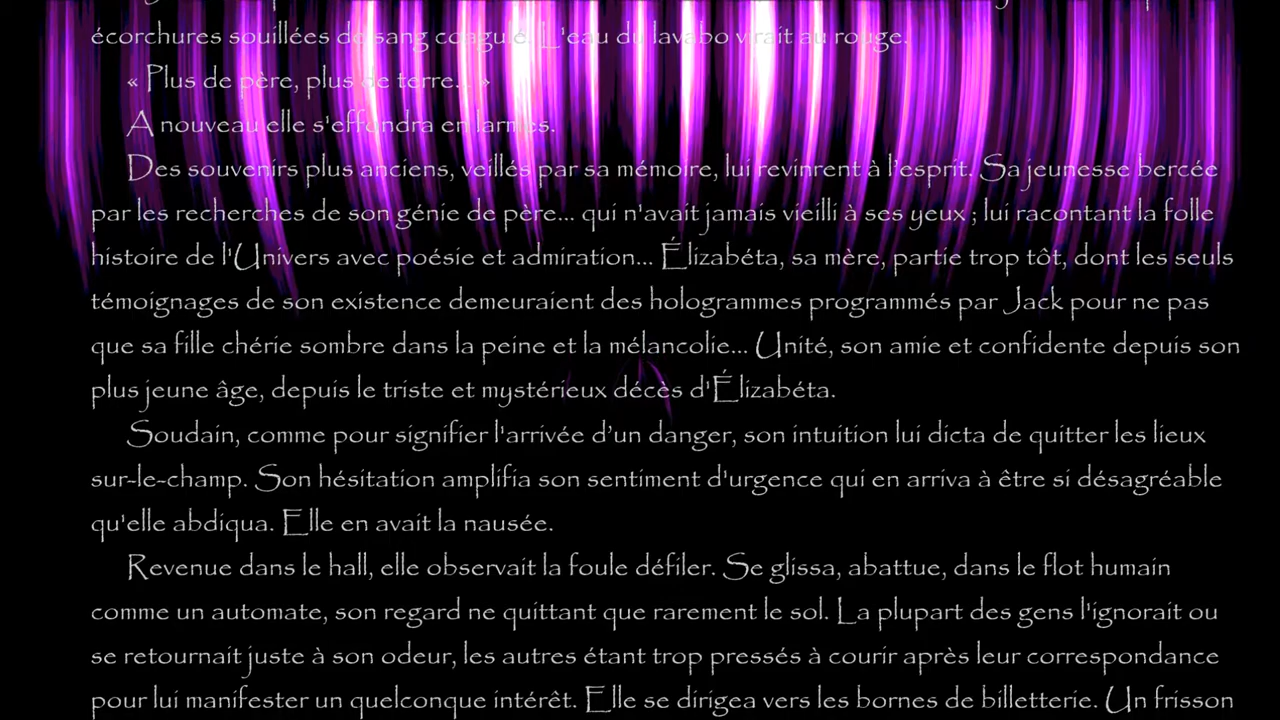 écorchures souillées de sang coagulé. L'eau du lavabo virait au rouge.
« Plus de père, plus de terre... »
A nouveau elle s'effondra en larmes.
Des souvenirs plus anciens, veillés par sa mémoire, lui revinrent à l'esprit. Sa jeunesse bercée
par les recherches de son génie de père... qui n'avait jamais vieilli à ses yeux ; lui racontant la folle
histoire de l'Univers avec poésie et admiration... Élizabéta, sa mère, partie trop tôt, dont les seuls
témoignages de son existence demeuraient des hologrammes programmés par Jack pour ne pas
que sa fille chérie sombre dans la peine et la mélancolie... Unité, son amie et confidente depuis son
plus jeune âge, depuis le triste et mystérieux décès d'Élizabéta.
Soudain, comme pour signifier l'arrivée d’un danger, son intuition lui dicta de quitter les lieux
sur-le-champ. Son hésitation amplifia son sentiment d'urgence qui en arriva à être si désagréable
qu'elle abdiqua. Elle en avait la nausée.
Revenue dans le hall, elle observait la foule défiler. Se glissa, abattue, dans le flot humain
comme un automate, son regard ne quittant que rarement le sol. La plupart des gens l'ignorait ou
se retournait juste à son odeur, les autres étant trop pressés à courir après leur correspondance
pour lui manifester un quelconque intérêt. Elle se dirigea vers les bornes de billetterie. Un frisson